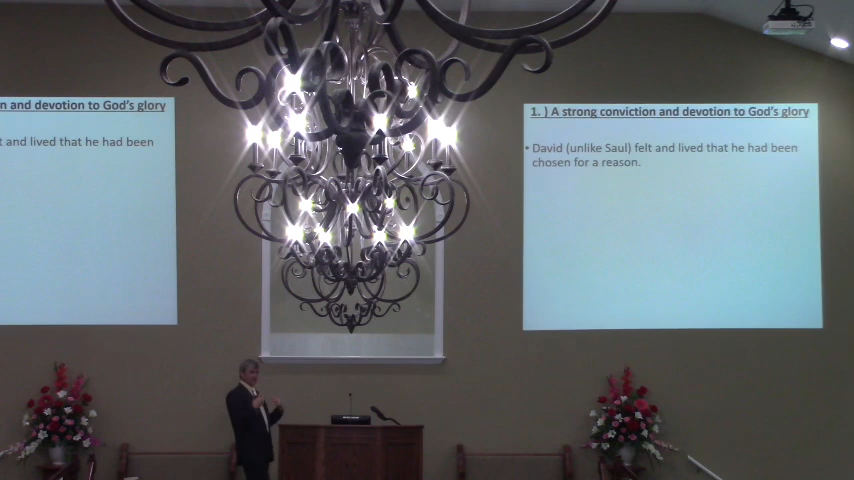 n and devotion to God's glory
t and lived that he had been
1. ) A strong conviction and devotion to God's glory
• David (unlike Saul) felt and lived that he had been
chosen for a reason.